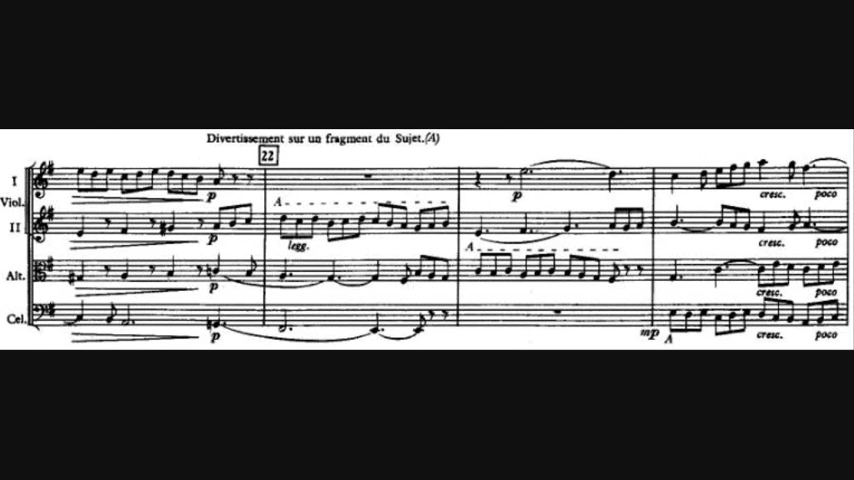 Divertissement sur un fragment du Sujet.(A)
22
I
Viol.
p
p
cresc. poco
A
II
p
legg.
cresc. poco
A
Alt.
p
cresc. poco
Cel.
p
mp
A
cresc. poco